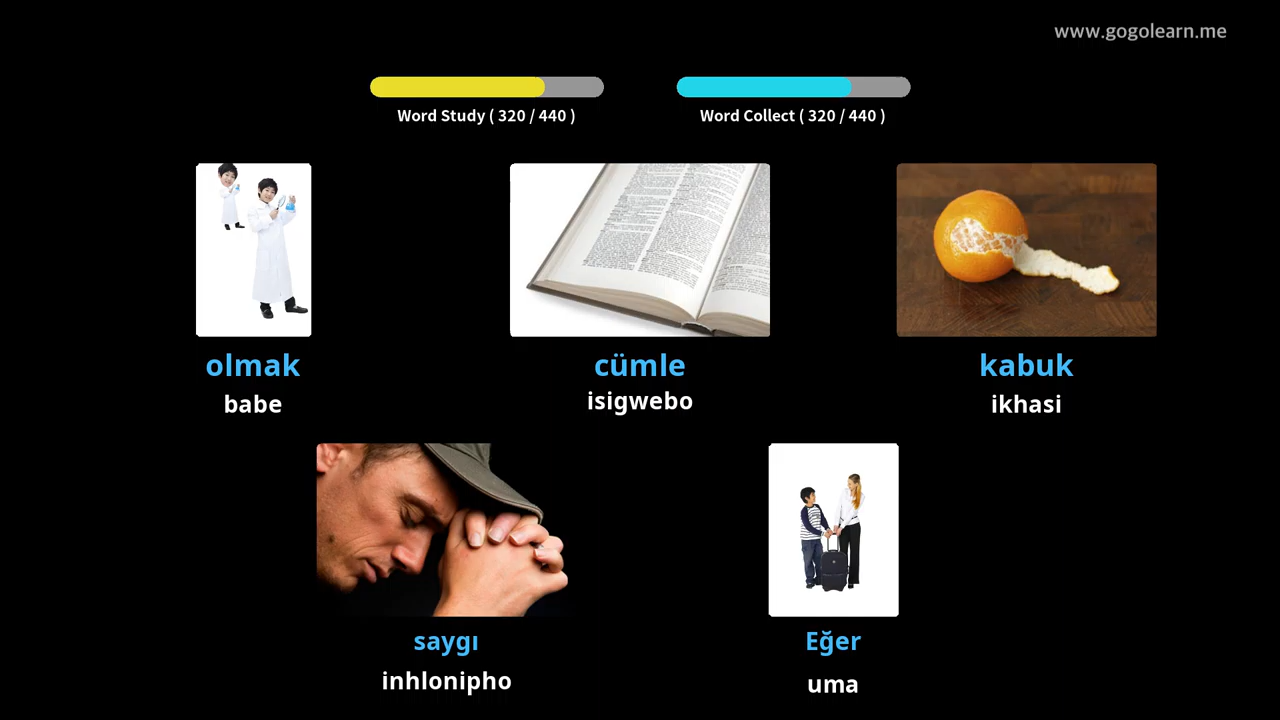 www.gogolearn.me
Word Study ( 320 / 440 )
Word Collect ( 320 / 440 )
olmak
babe
cümle
isigwebo
kabuk
ikhasi
saygı
inhlonipho
Eğer
uma